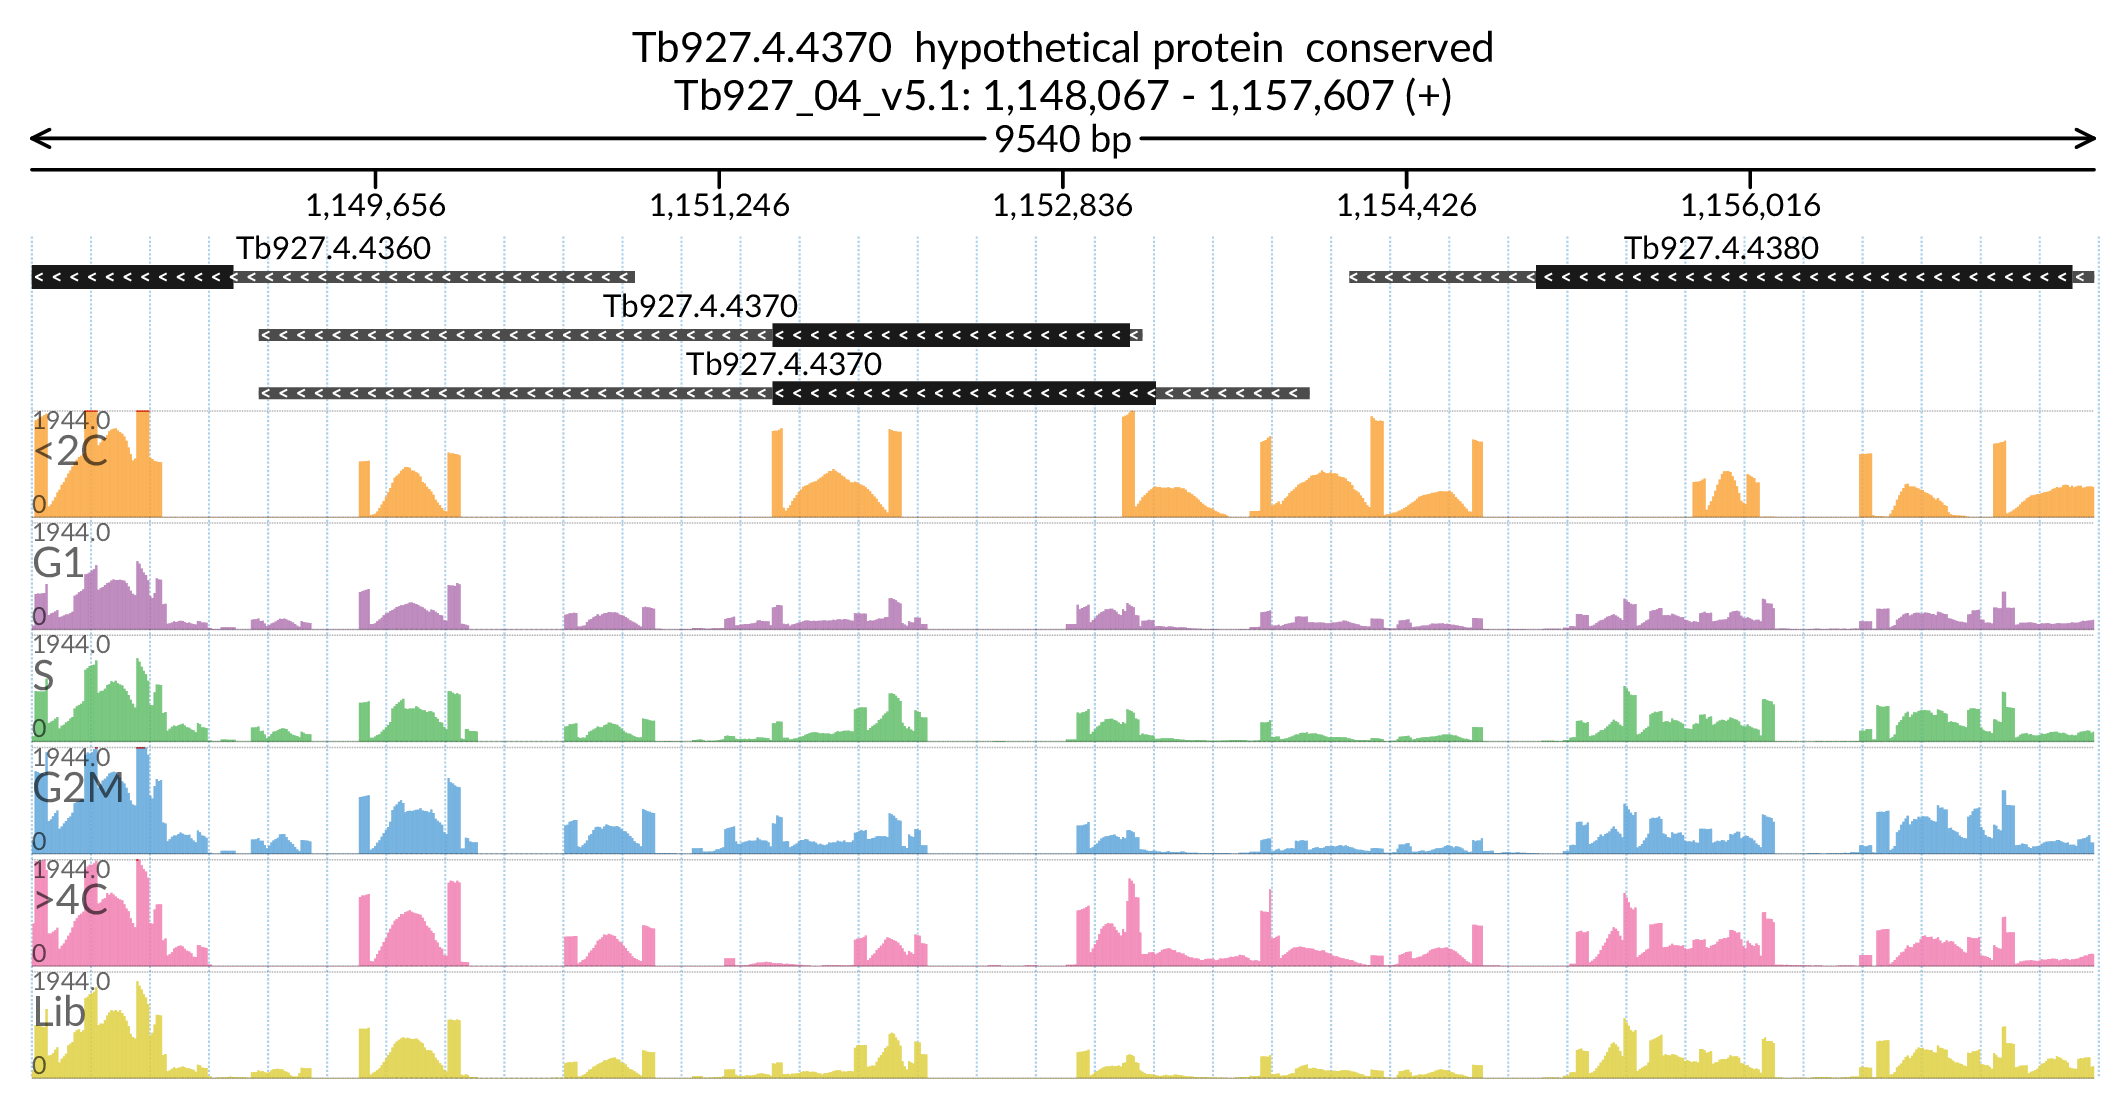 Tb927.4.4370  hypothetical protein  conserved
Tb927_04_v5.1: 1,148,067 - 1,157,607 (+)
9540 bp
1,149,656 1,151,246 1,152,836 1,154,426 1,156,016
Tb927.4.4360 Tb927.4.4380
Tb927.4.4370
Tb927.4.4370
1944.0
<2C
0
1944.0
G1
0
1944.0
S
0
1944.0
G2M
0
1944.0
>4C
0
1944.0
Lib
0